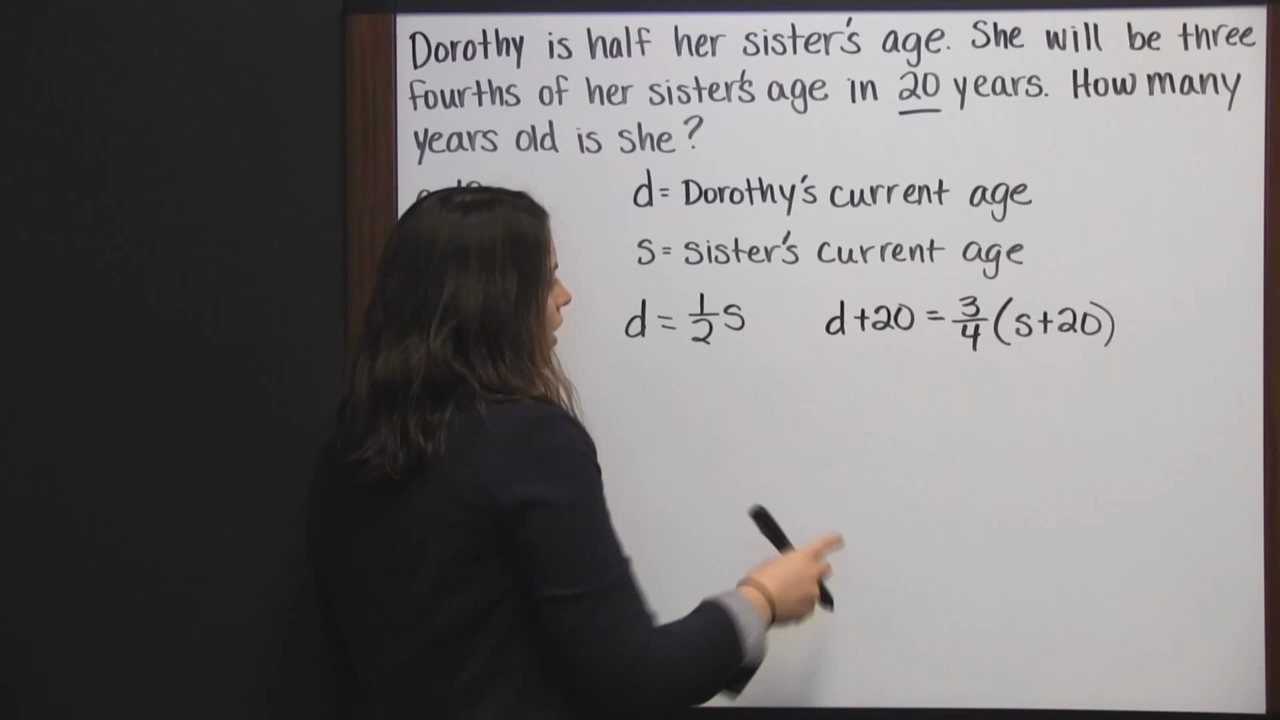 Dorothy is half her sister's age. She will be three
fourths of her sister's age in 20 years. How many
years old is she?
d = Dorothy's current age
s = sister's current age
d = 1/2 s
d + 20 = 3/4 (s + 20)